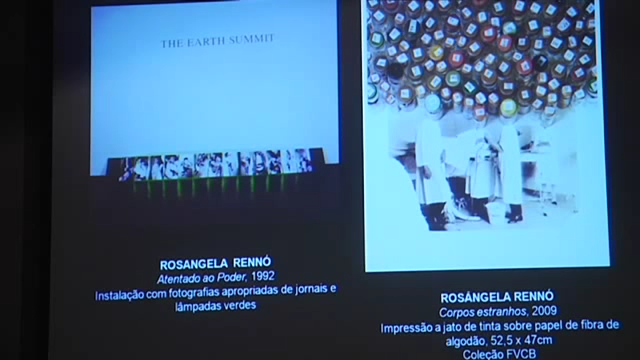 THE EARTH SUMMIT
ROSANGELA RENNÓ
Atentado ao Poder, 1992
Instalação com fotografias apropriadas de jornais e
lâmpadas verdes
ROSÂNGELA RENNÓ
Corpos estranhos, 2009
Impressão a jato de tinta sobre papel de fibra de
algodão, 52,5 x 47cm
Coleção FVCB